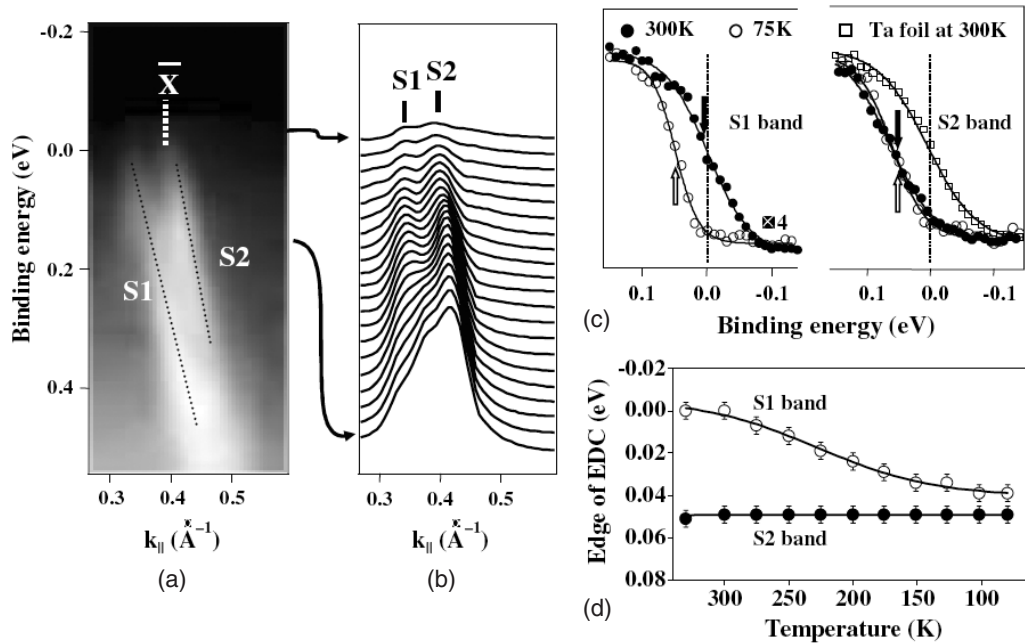 (a)
-0.2
0.0
0.2
0.4
Binding energy (eV)
X
S1
S2
0.3 0.4 0.5
k|| (Å⁻¹)
(a)
(b)
S1 S2
0.3 0.4 0.5
k|| (Å⁻¹)
(b)
(c)
300K 75K
S1 band
4
0.1 0.0 -0.1
Ta foil at 300K
S2 band
0.1 0.0 -0.1
Binding energy (eV)
(c)
(d)
-0.02
0.00
0.02
0.04
0.06
0.08
Edge of EDC (eV)
S1 band
S2 band
300 250 200 150 100
Temperature (K)
(d)